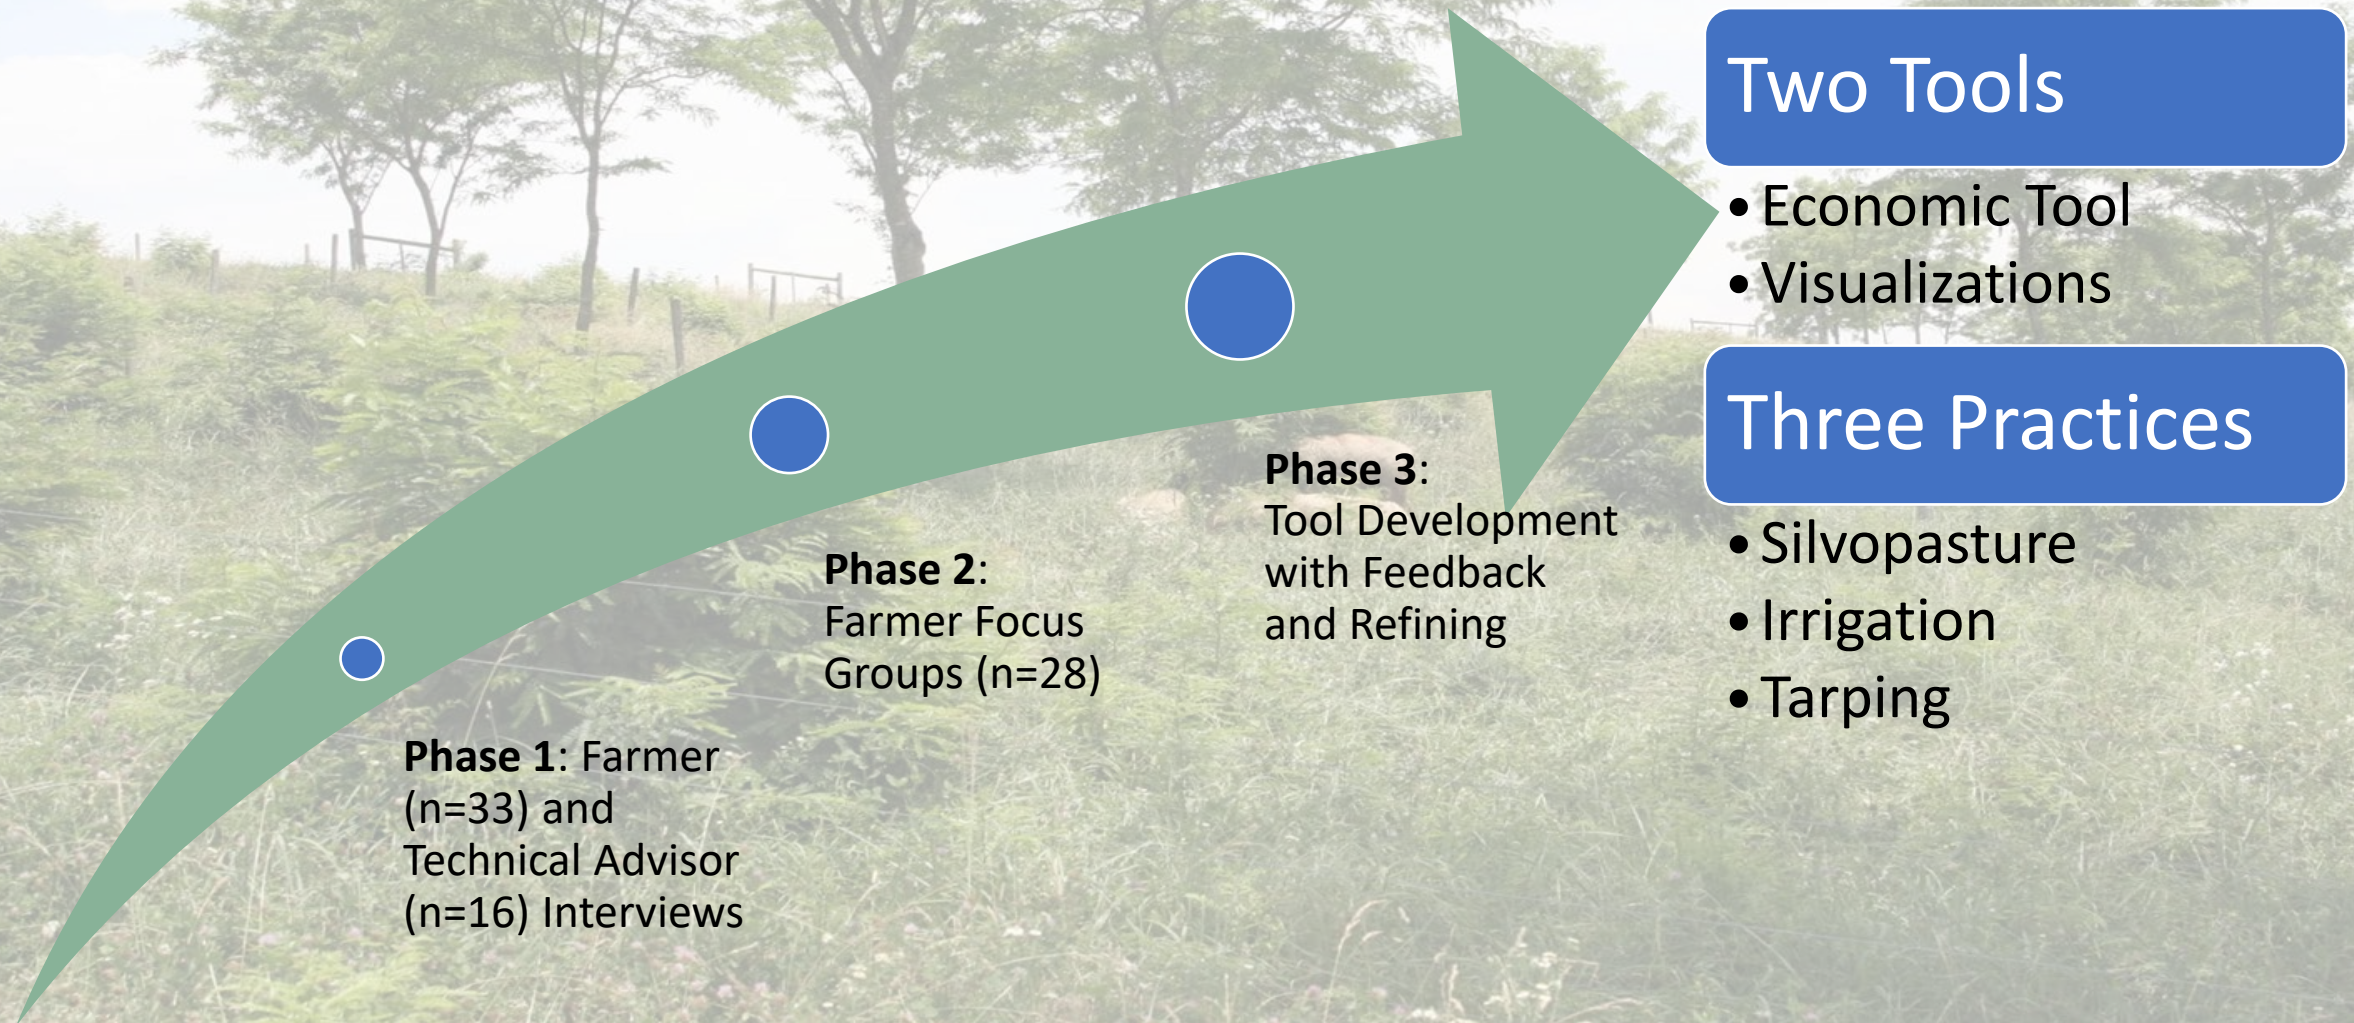 Phase 1: Farmer
(n=33) and
Technical Advisor
(n=16) Interviews
Phase 2:
Farmer Focus
Groups (n=28)
Phase 3:
Tool Development
with Feedback
and Refining
Two Tools
•Economic Tool
•Visualizations
Three Practices
•Silvopasture
•Irrigation
•Tarping